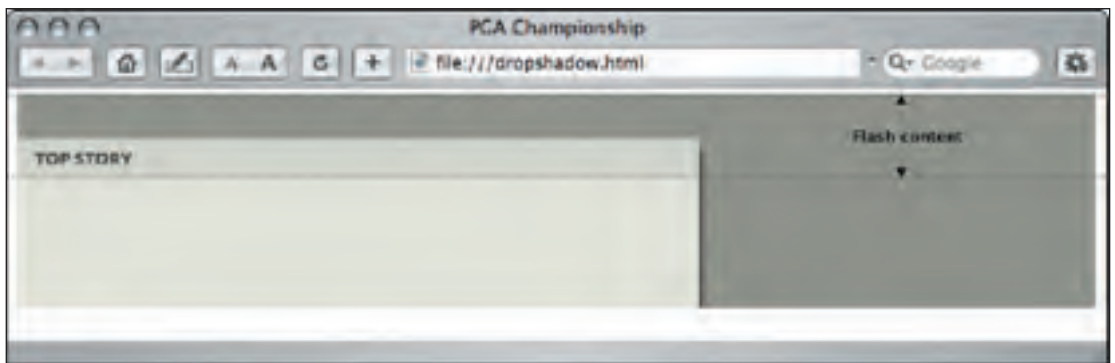 PGA Championship
A A
file:///dropshadow.html
Google
Flash content
TOP STORY